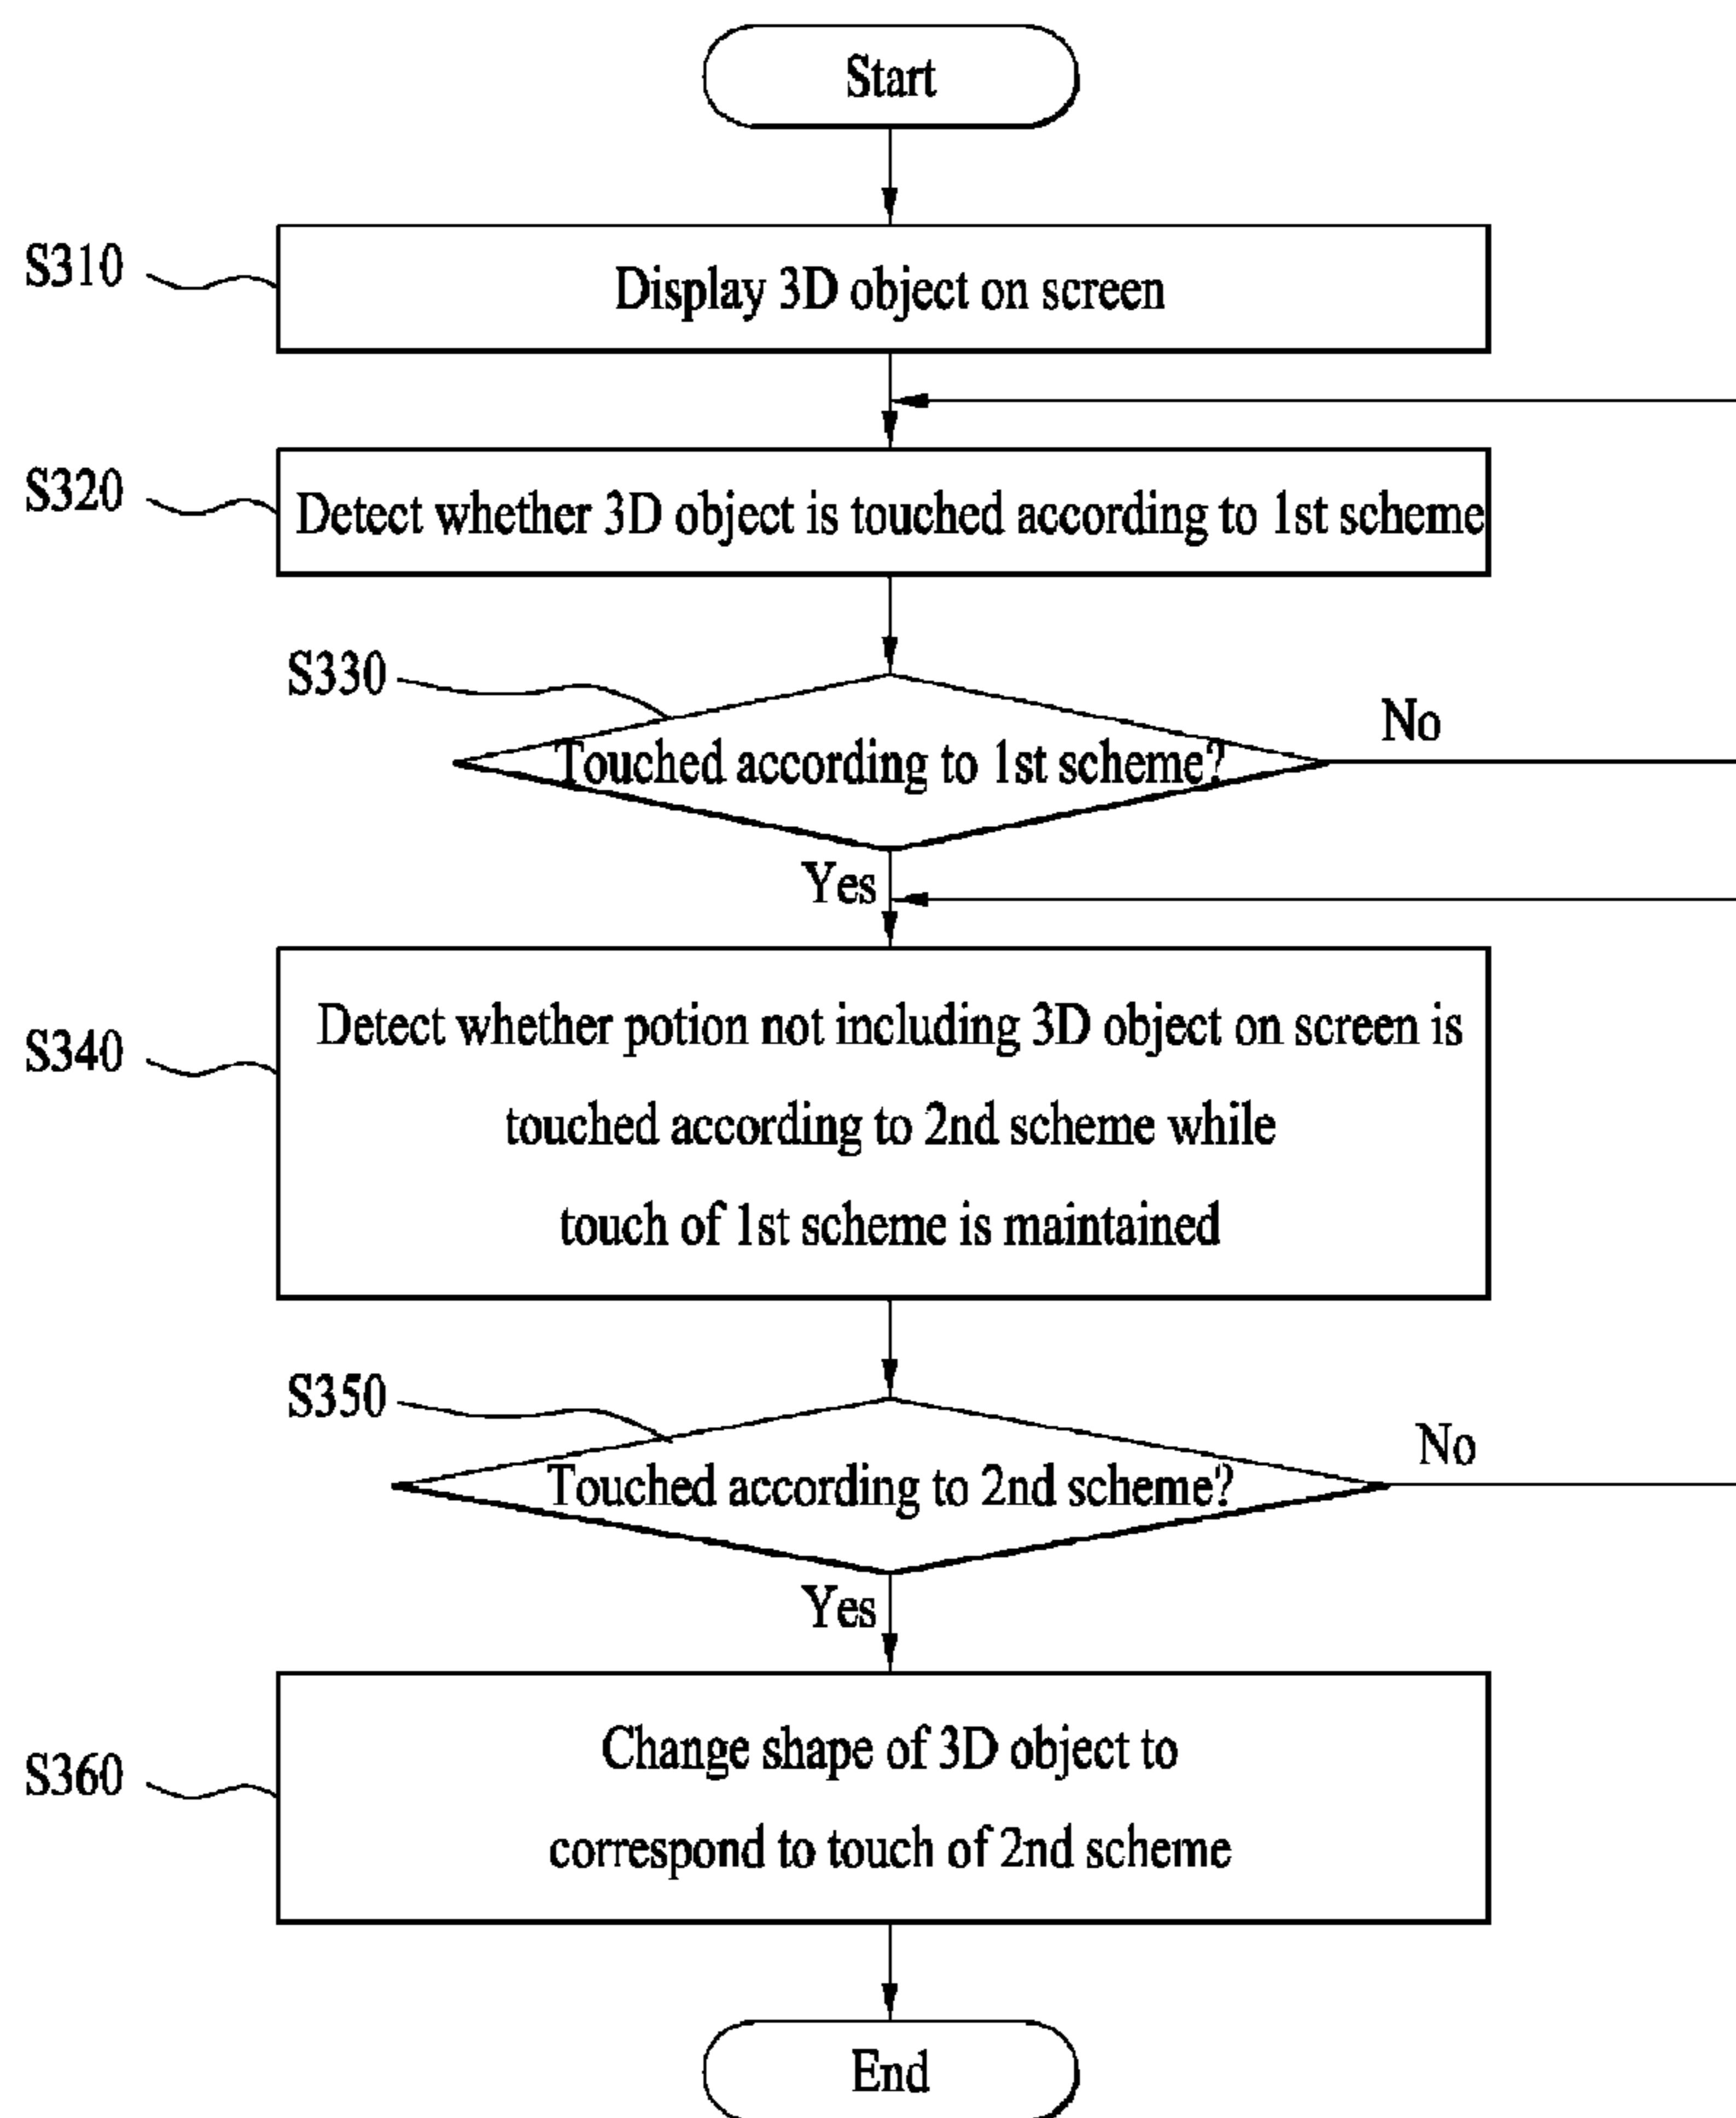 Start
S310
Display 3D object on screen
S320
Detect whether 3D object is touched according to 1st scheme
S330
Touched according to 1st scheme?
No
Yes
S340
Detect whether potion not including 3D object on screen is
touched according to 2nd scheme while
touch of 1st scheme is maintained
S350
Touched according to 2nd scheme?
No
Yes
S360
Change shape of 3D object to
correspond to touch of 2nd scheme
End